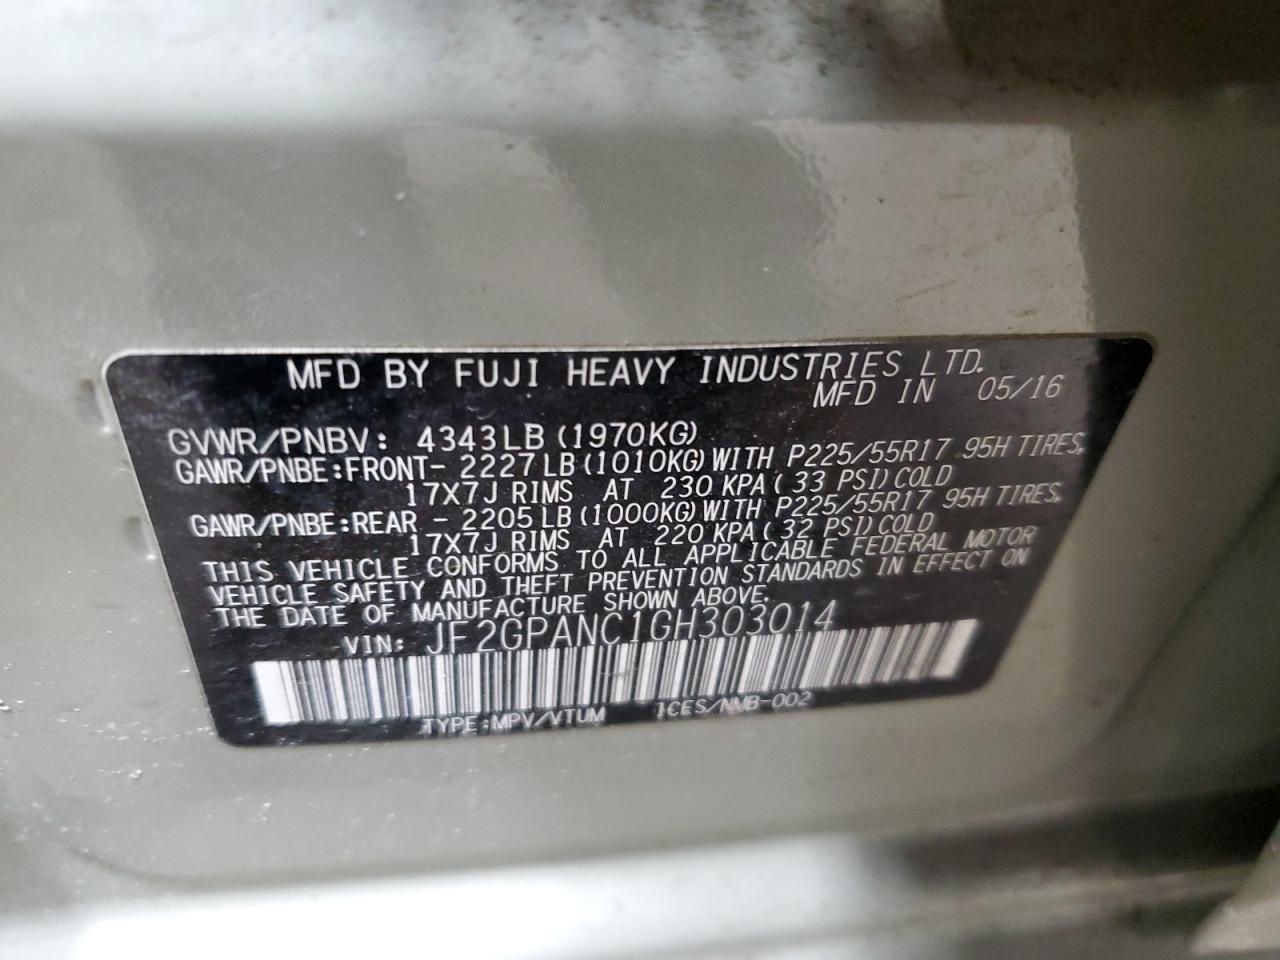 MFD BY FUJI HEAVY INDUSTRIES LTD.
MFD IN 05/16
GVWR/PNBV: 4343LB (1970KG)
GAWR/PNBE:FRONT- 2227LB(1010KG)WITH P225/55R17 95H TIRES,
17X7J RIMS AT 230 KPA( 33 PSI)COLD
GAWR/PNBE:REAR - 2205LB(1000KG)WITH P225/55R17 95H TIRES,
17X7J RIMS AT 220 KPA( 32 PSI)COLD
THIS VEHICLE CONFORMS TO ALL APPLICABLE FEDERAL MOTOR
VEHICLE SAFETY AND THEFT PREVENTION STANDARDS IN EFFECT ON
THE DATE OF MANUFACTURE SHOWN ABOVE.
VIN: JF2GPANC1GH303014
TYPE:MPV/VTUM ICES/NMB-002